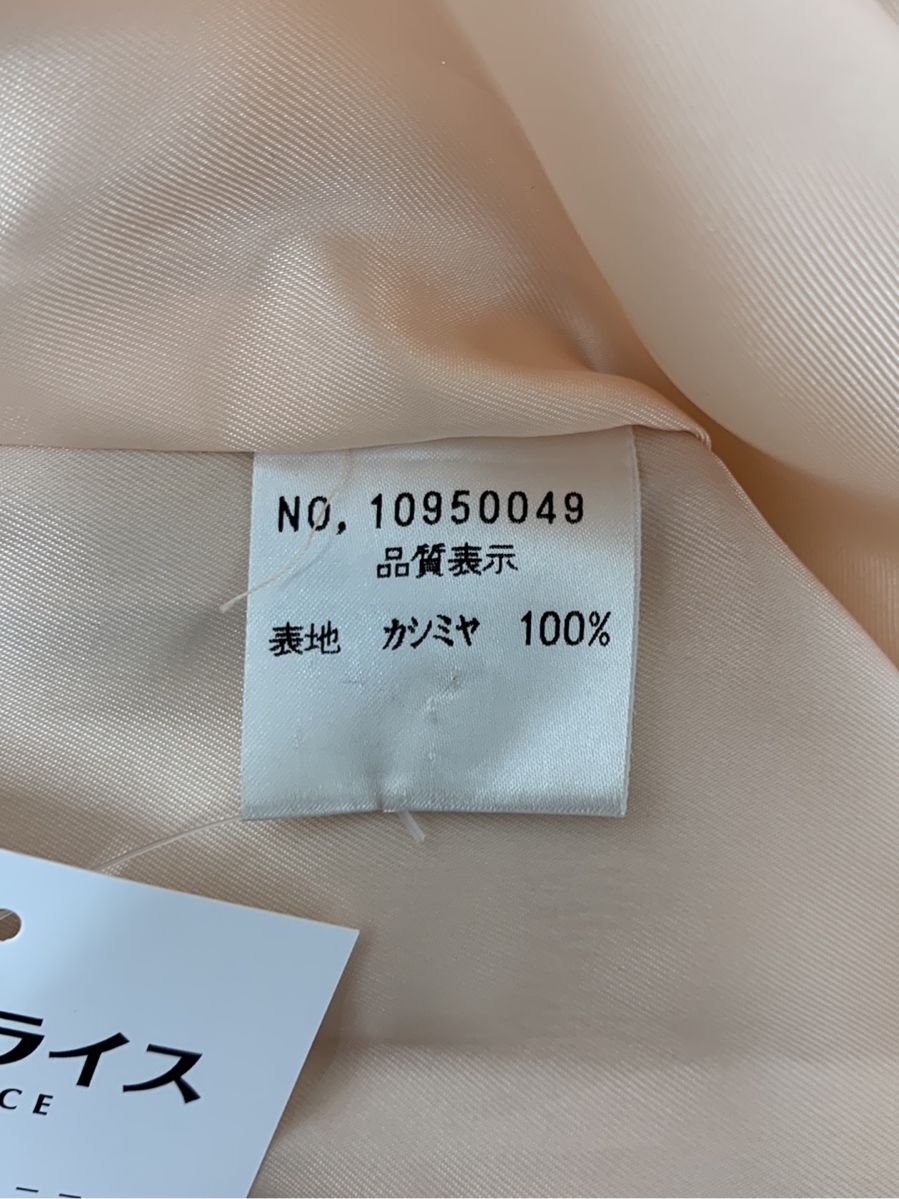 NO, 10950049
品質表示
表地 カシミヤ 100%
ライス
CE